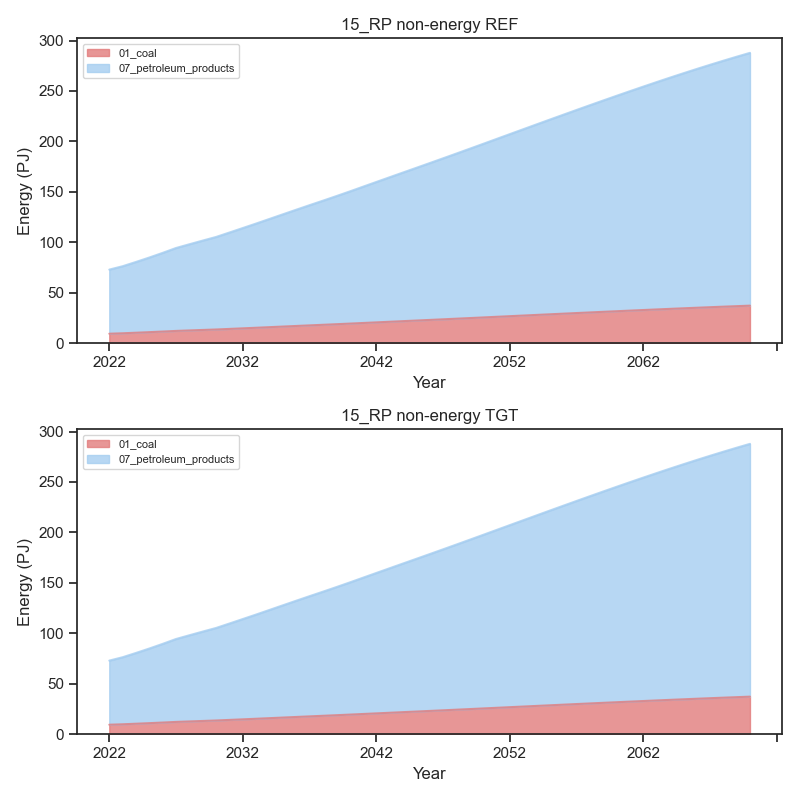 15_RP non-energy REF
01_coal
07_petroleum_products
300
250
200
150
100
50
0
Energy (PJ)
2022 2032 2042 2052 2062
Year
15_RP non-energy TGT
01_coal
07_petroleum_products
300
250
200
150
100
50
0
Energy (PJ)
2022 2032 2042 2052 2062
Year